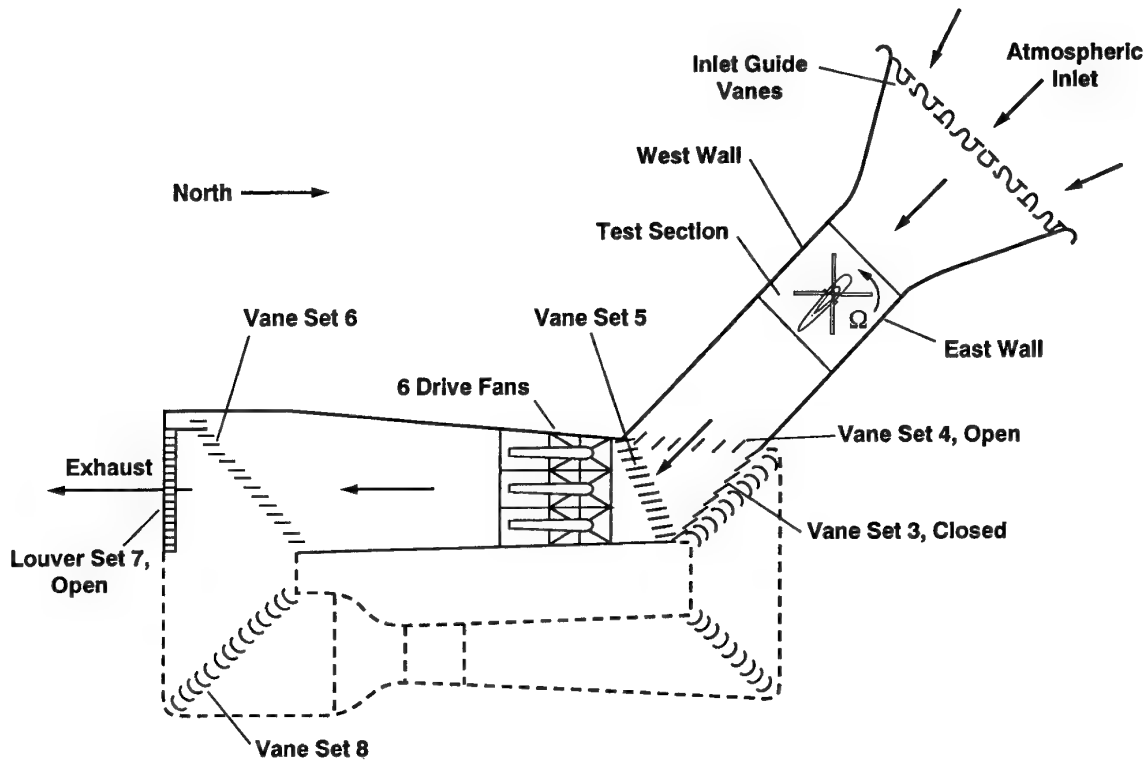 Inlet Guide
Vanes
Atmospheric
Inlet
West Wall
North
Test Section
Ω
Vane Set 6
Vane Set 5
East Wall
6 Drive Fans
Vane Set 4, Open
Exhaust
Vane Set 3, Closed
Louver Set 7,
Open
Vane Set 8